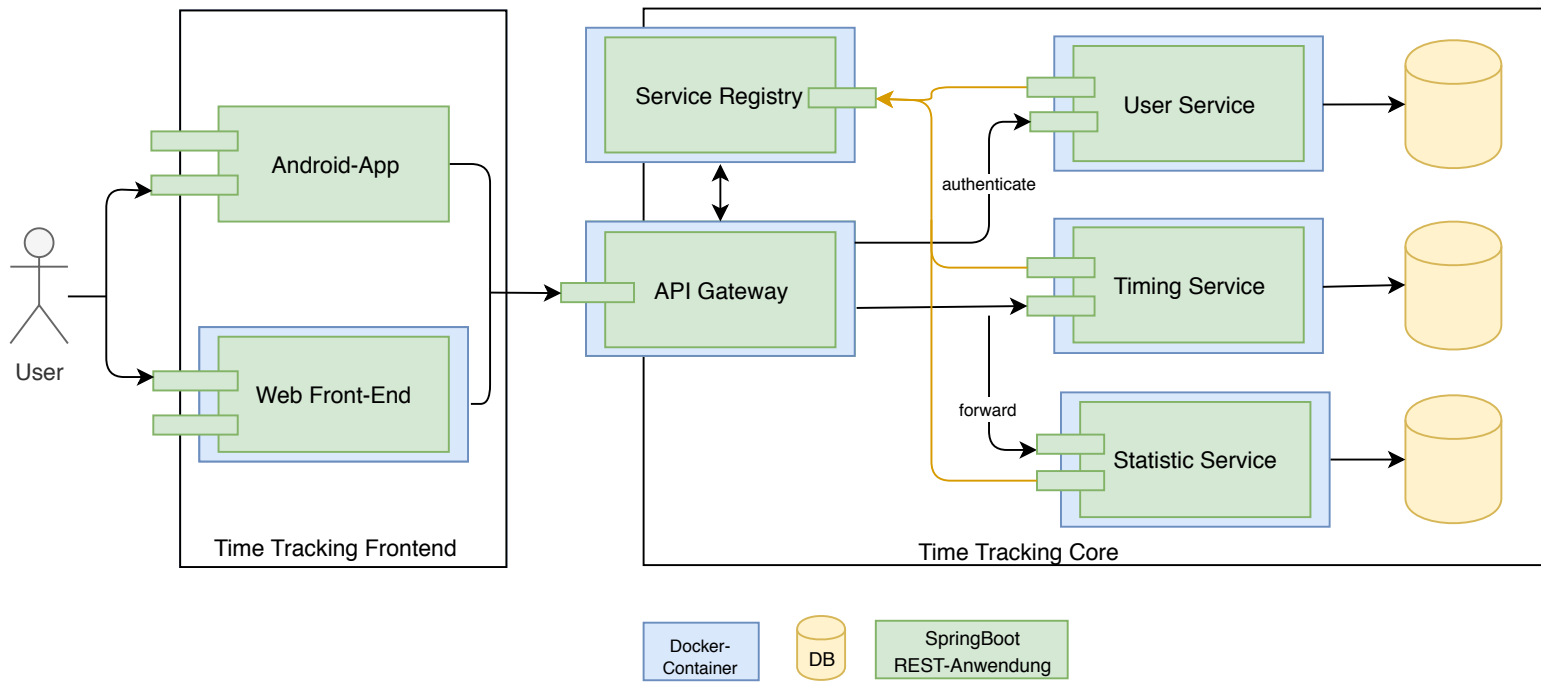 Service Registry
User Service
Android-App
authenticate
API Gateway
Timing Service
User
Web Front-End
forward
Statistic Service
Time Tracking Frontend
Time Tracking Core
Docker-
Container
DB
SpringBoot
REST-Anwendung